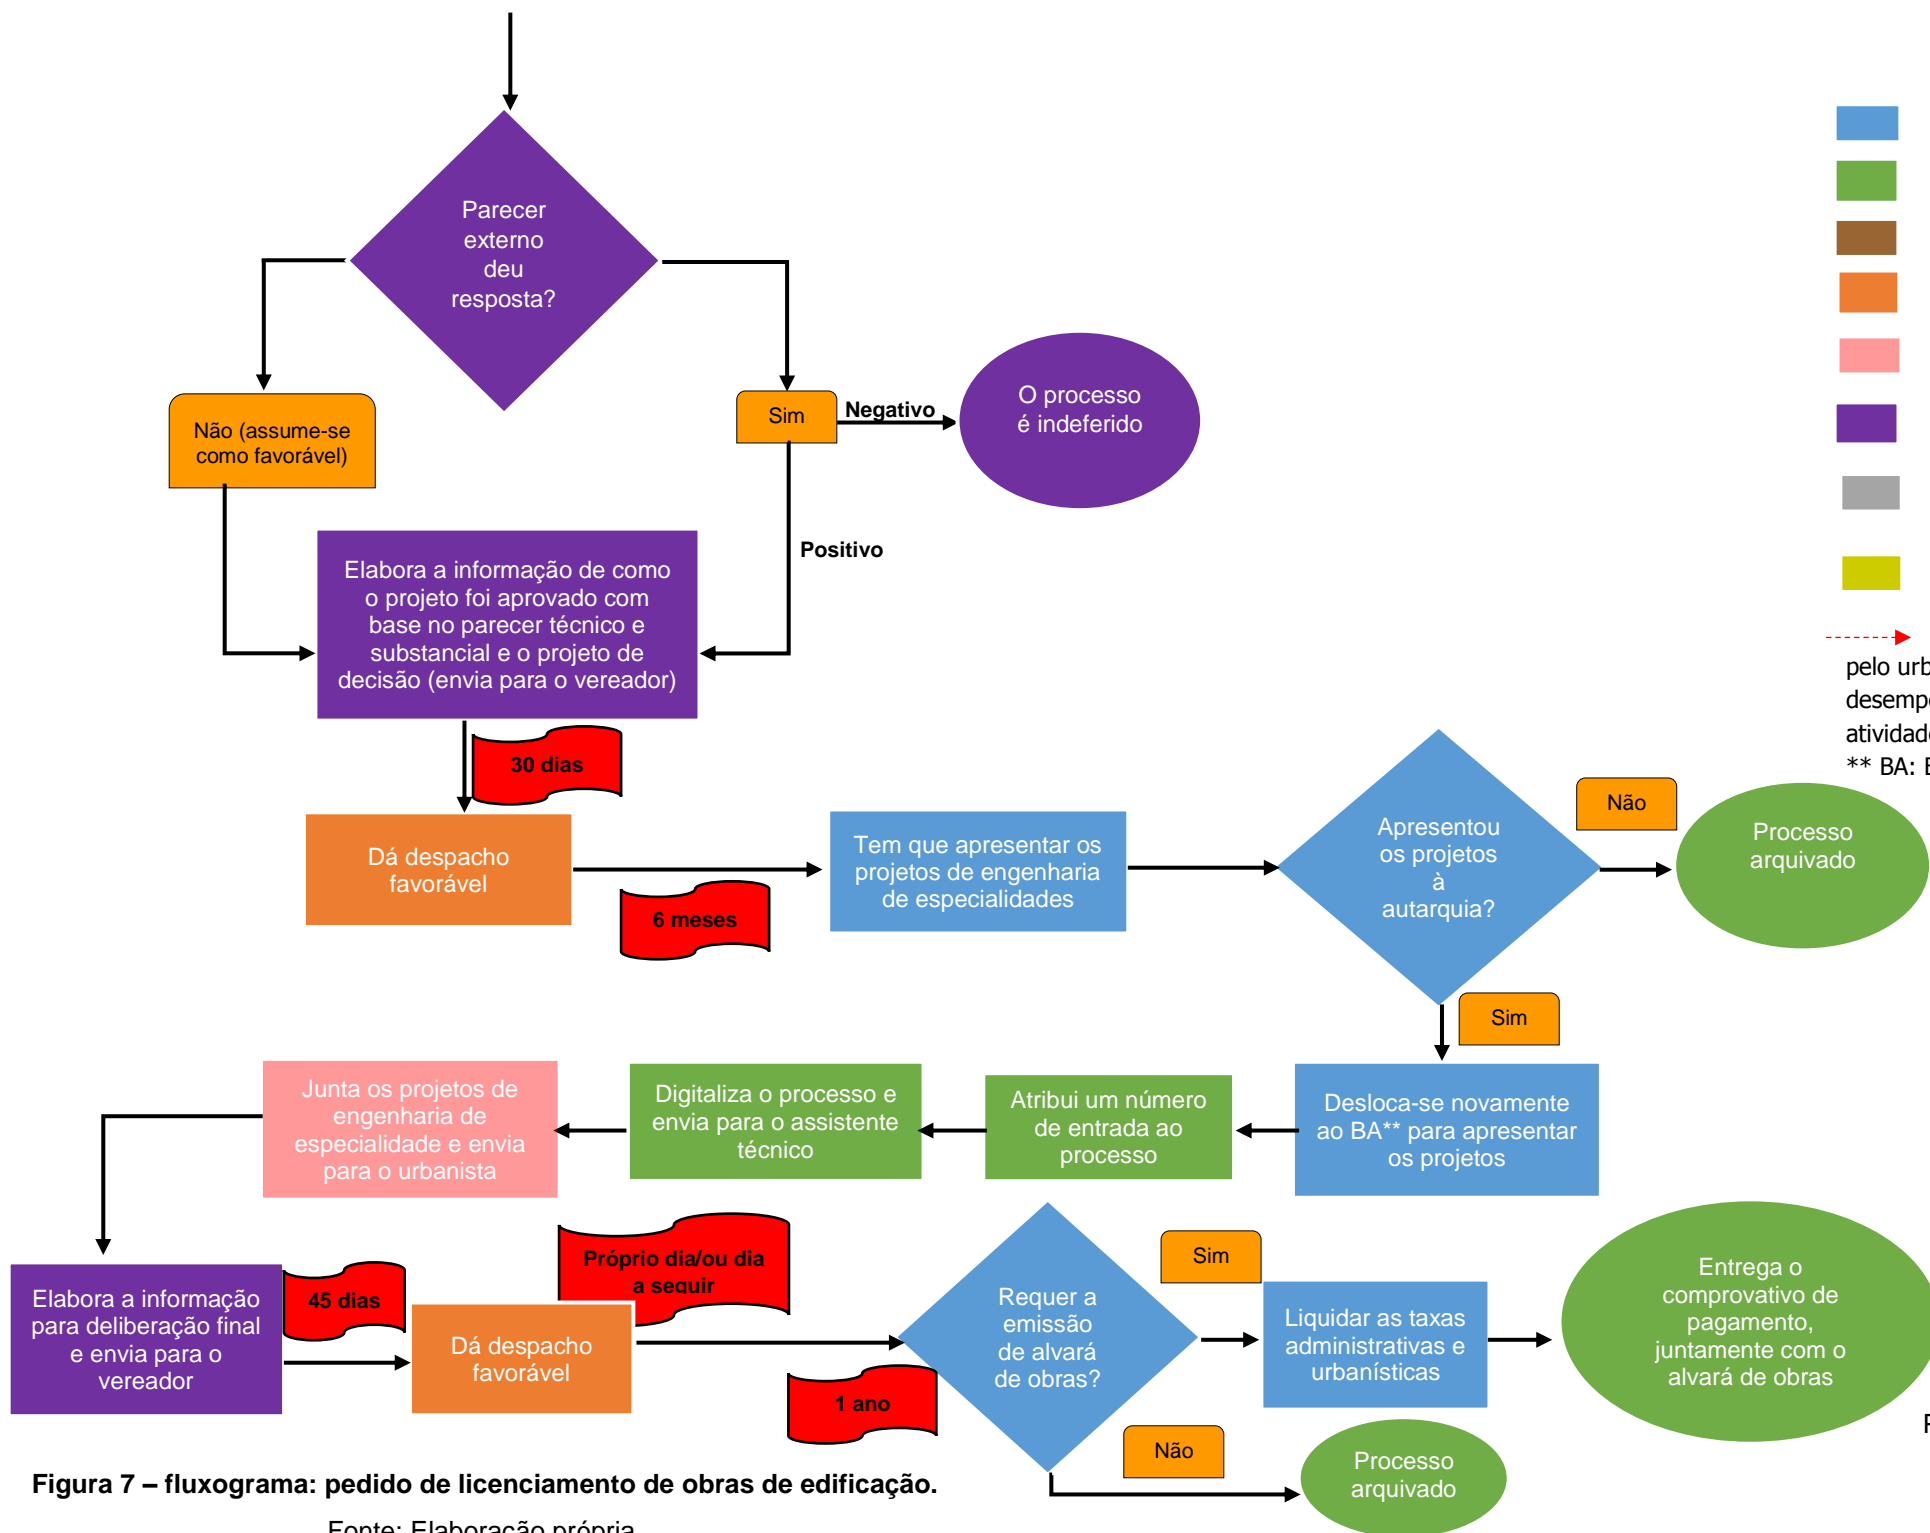 Parecer
externo
deu
resposta?
Não (assume-se
como favorável)
Sim
Negativo
O processo
é indeferido
Positivo
Elabora a informação de como
o projeto foi aprovado com
base no parecer técnico e
substancial e o projeto de
decisão (envia para o vereador)
pelo urb
desemp
atividad
** BA:
30 dias
Dá despacho
favorável
6 meses
Tem que apresentar os
projetos de engenharia
de especialidades
Apresentou
os projetos
à
autarquia?
Não
Processo
arquivado
Sim
Desloca-se novamente
ao BA** para apresentar
os projetos
Atribui um número
de entrada ao
processo
Digitaliza o processo e
envia para o assistente
técnico
Junta os projetos de
engenharia de
especialidade e envia
para o urbanista
Elabora a informação
para deliberação final
e envia para o
vereador
45 dias
Próprio dia/ou dia
a seguir
Dá despacho
favorável
1 ano
Requer a
emissão
de alvará
de obras?
Sim
Liquidar as taxas
administrativas e
urbanísticas
Entrega o
comprovativo de
pagamento,
juntamente com o
alvará de obras
Não
Processo
arquivado
Figura 7 – fluxograma: pedido de licenciamento de obras de edificação.
Fonte: Elaboração própria